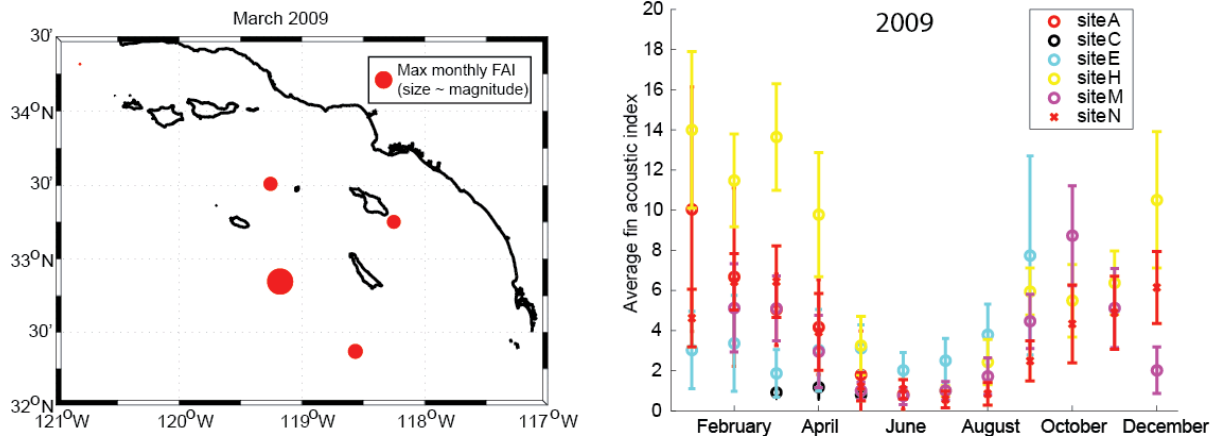 March 2009
30'
34°N
30'
33°N
30'
32°N
121°W
120°W
119°W
118°W
117°W
Max monthly FAI
(size ~ magnitude)
2009
Average fin acoustic index
20
18
16
14
12
10
8
6
4
2
0
February
April
June
August
October
December
siteA
siteC
siteE
siteH
siteM
siteN